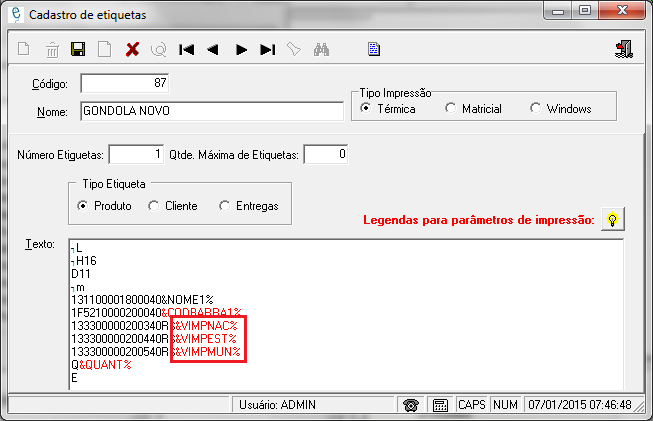 Cadastro de etiquetas
Código: 87
Tipo Impressão
Nome: GONDOLA NOVO
Térmica Matricial Windows
Número Etiquetas: 1 Qtde. Máxima de Etiquetas: 0
Tipo Etiqueta
Produto Cliente Entregas
Legendas para parâmetros de impressão:
Texto:
┐L
┐H16
D11
┐m
131100001800040&NOME1%
1F5210000200040&CODBARRA1%
133300000200340R$&VIMPNAC%
133300000200440R$&VIMPEST%
133300000200540R$&VIMPMUN%
Q&QUANT%
E
Usuário: ADMIN CAPS NUM 07/01/2015 07:46:48